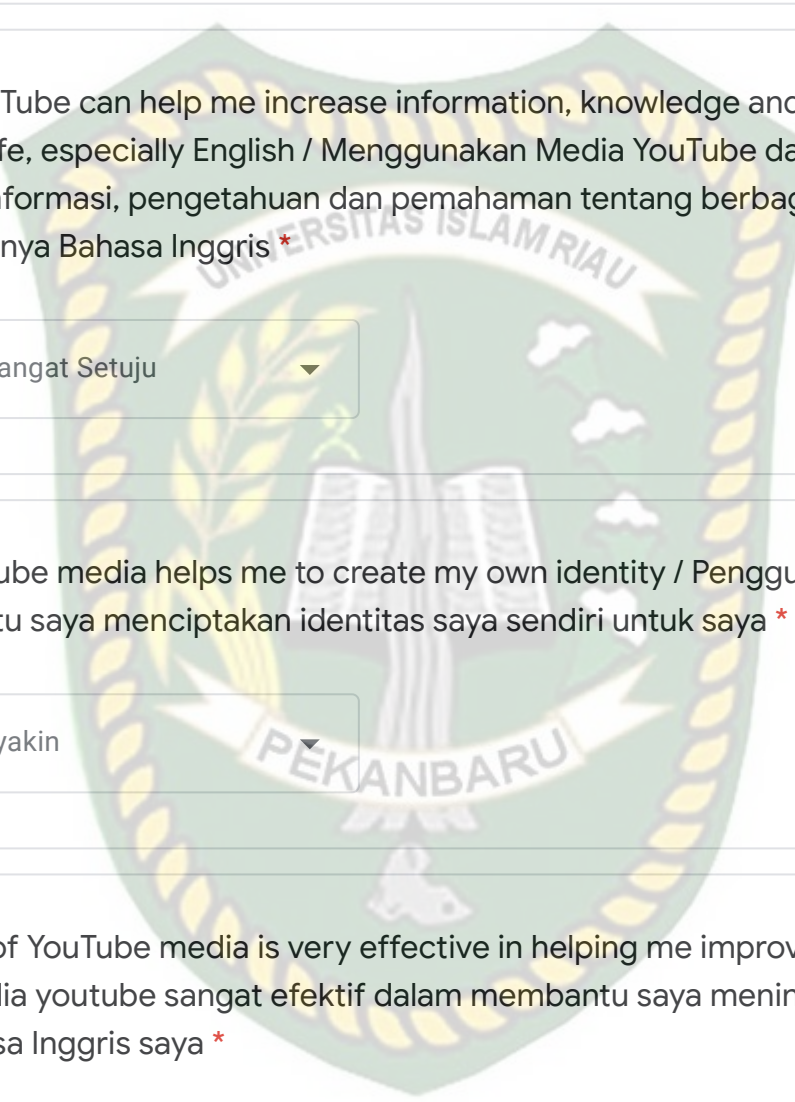 Tube can help me increase information, knowledge and
fe, especially English / Menggunakan Media YouTube da
nformasi, pengetahuan dan pemahaman tentang berbag
nya Bahasa Inggris *
UNIVERSITAS ISLAM RIAU
angat Setuju
ube media helps me to create my own identity / Penggu
tu saya menciptakan identitas saya sendiri untuk saya *
yakin
PEKANBARU
of YouTube media is very effective in helping me improv
dia youtube sangat efektif dalam membantu saya menin
sa Inggris saya *